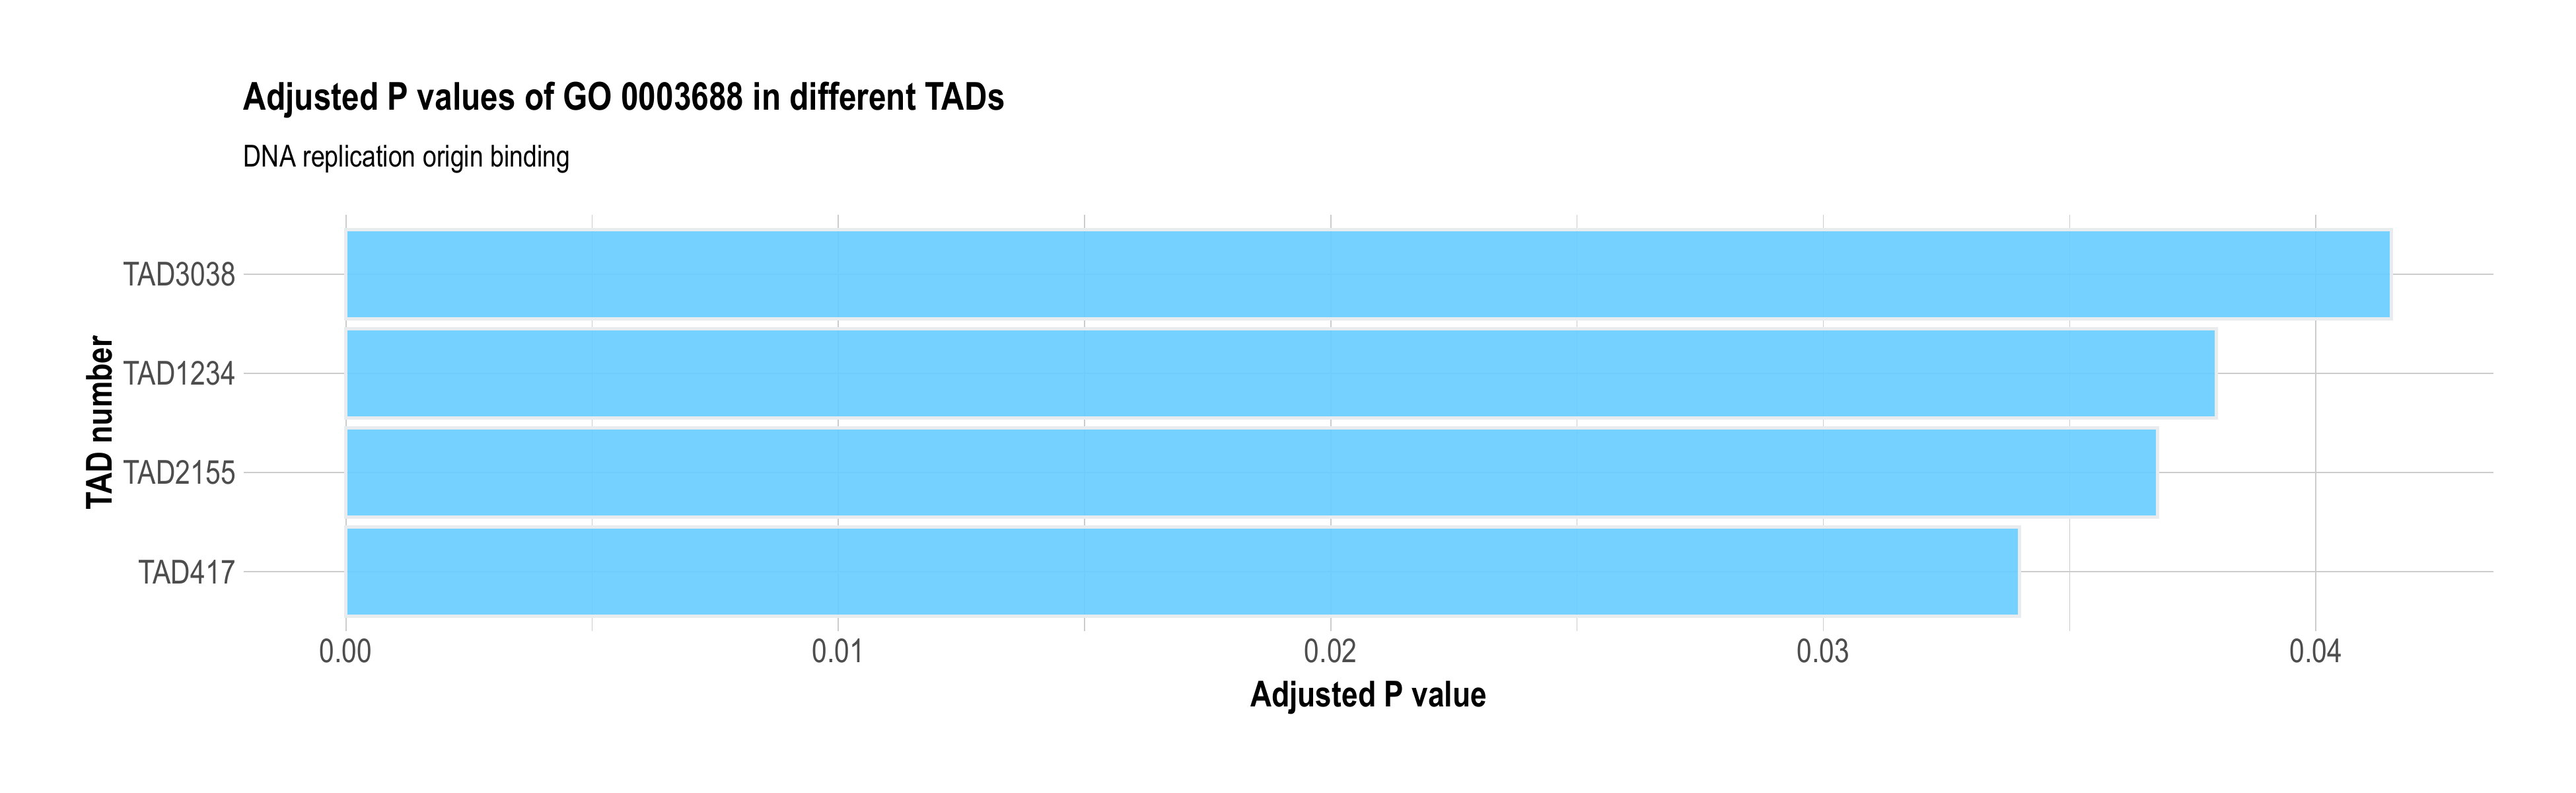 Adjusted P values of GO 0003688 in different TADs
DNA replication origin binding
TAD number
TAD3038
TAD1234
TAD2155
TAD417
0.00 0.01 0.02 0.03 0.04
Adjusted P value